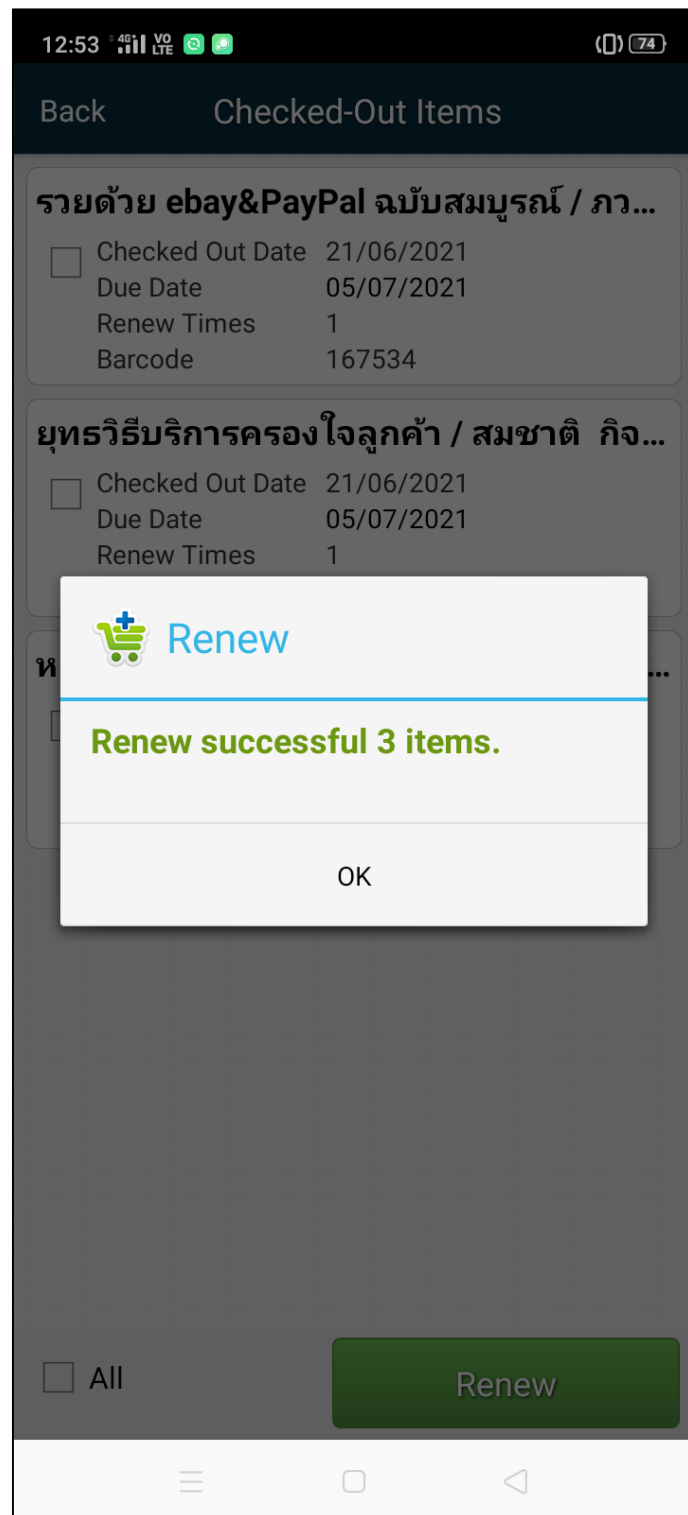 12:53 4G VO LTE 74
Back Checked-Out Items
รวยด้วย ebay&PayPal ฉบับสมบูรณ์ / ภว...
Checked Out Date 21/06/2021
Due Date 05/07/2021
Renew Times 1
Barcode 167534
ยุทธวิธีบริการครองใจลูกค้า / สมชาติ กิจ...
Checked Out Date 21/06/2021
Due Date 05/07/2021
Renew Times 1
ห ...
Renew
Renew successful 3 items.
OK
All Renew